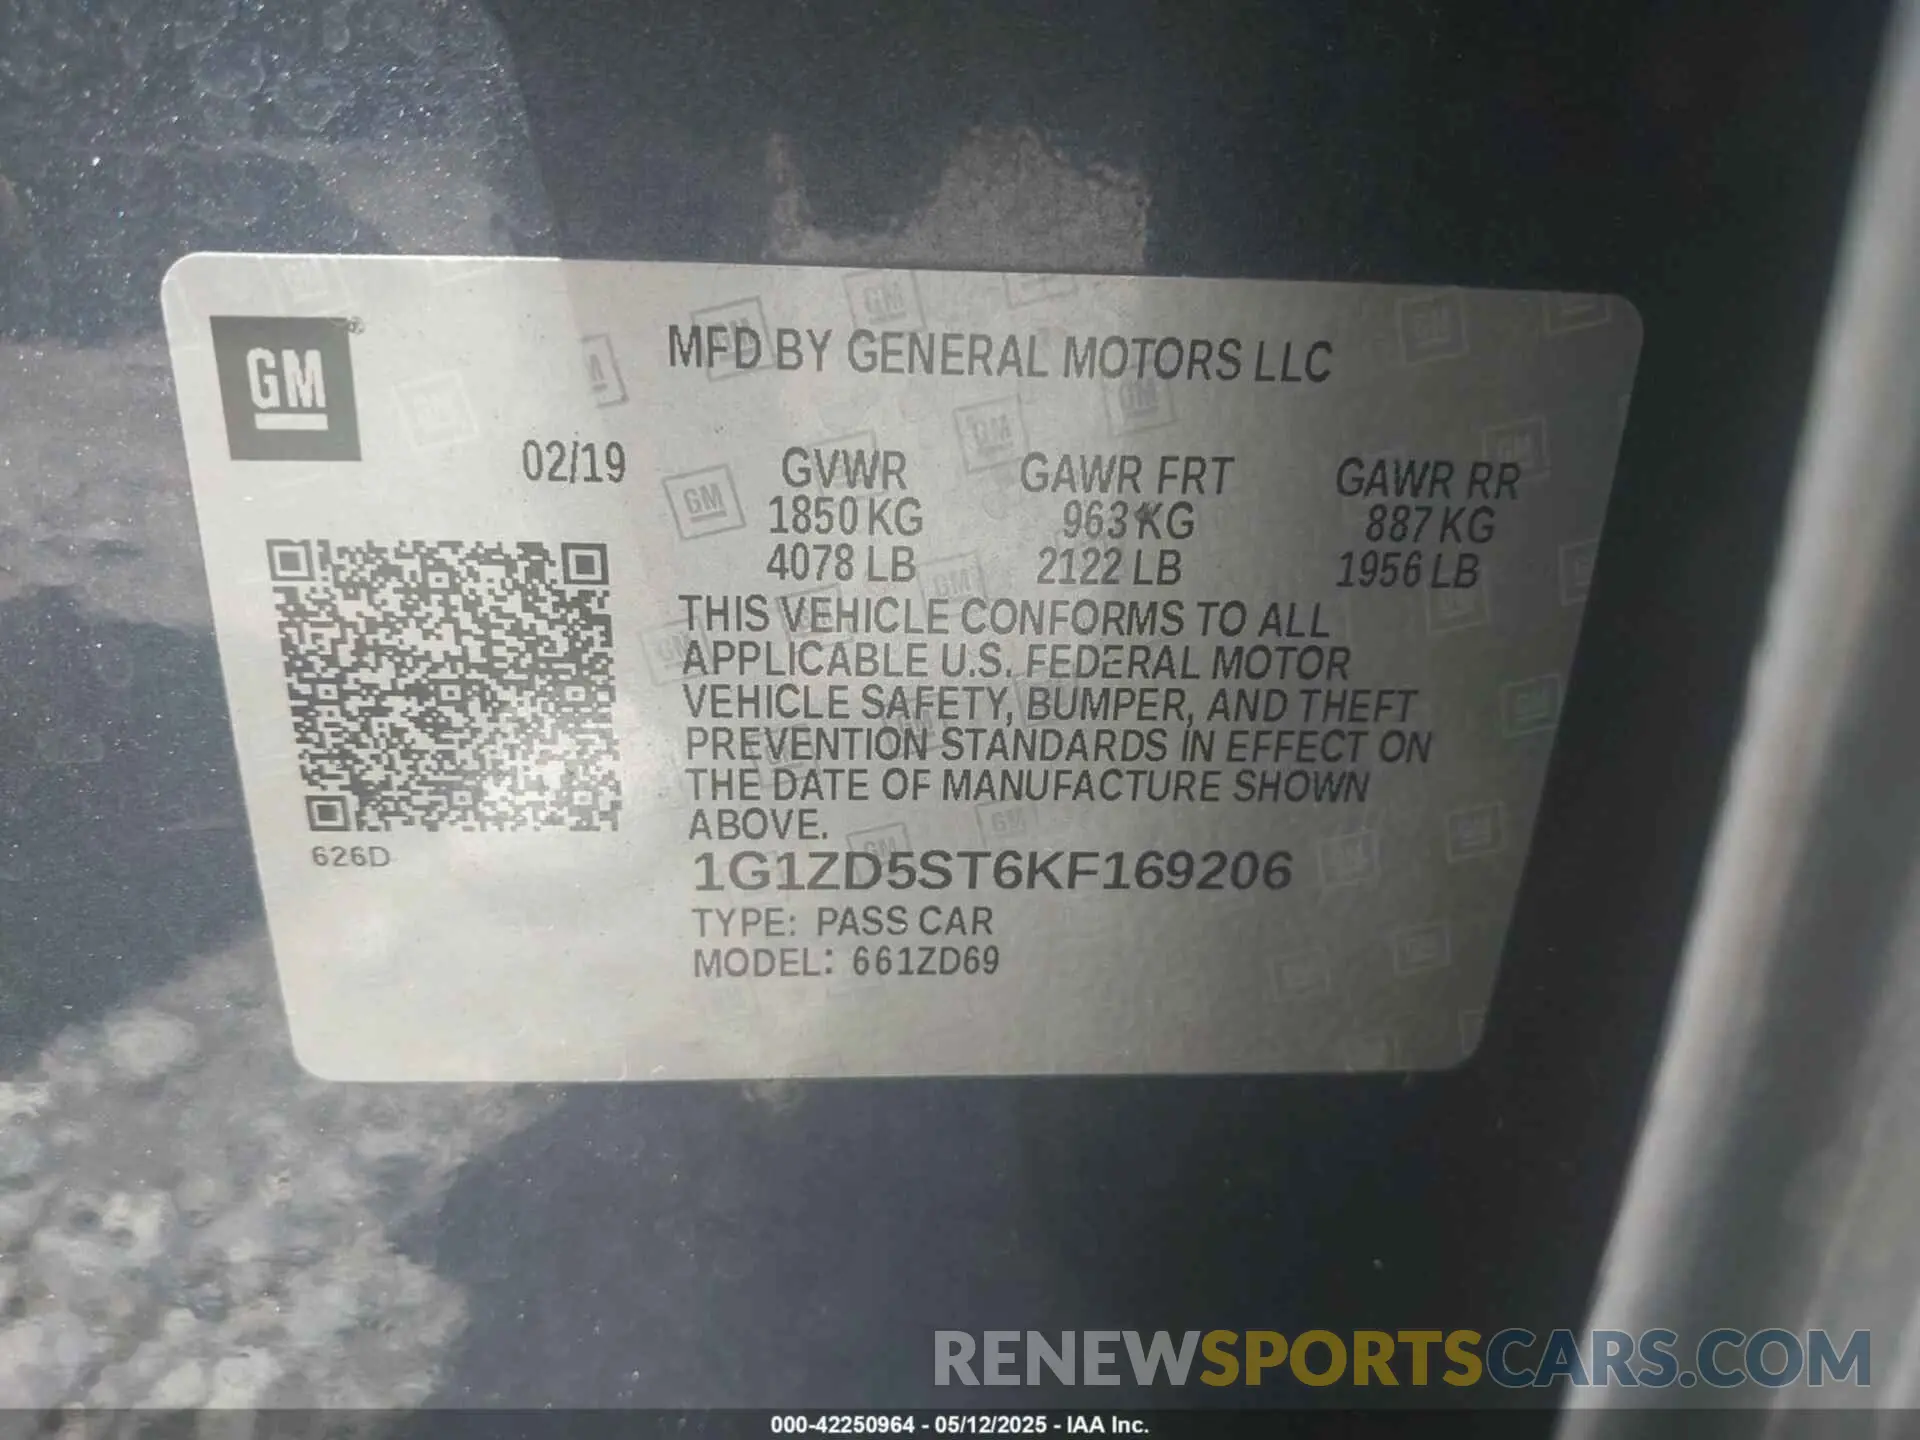 GM
MFD BY GENERAL MOTORS LLC
02/19
GVWR GAWR FRT GAWR RR
1850 KG 963 KG 887 KG
4078 LB 2122 LB 1956 LB
THIS VEHICLE CONFORMS TO ALL
APPLICABLE U.S. FEDERAL MOTOR
VEHICLE SAFETY, BUMPER, AND THEFT
PREVENTION STANDARDS IN EFFECT ON
THE DATE OF MANUFACTURE SHOWN
ABOVE.
626D
1G1ZD5ST6KF169206
TYPE: PASS CAR
MODEL: 661ZD69
RENEWSPORTSCARS.COM
000-42250964 - 05/12/2025 - IAA Inc.